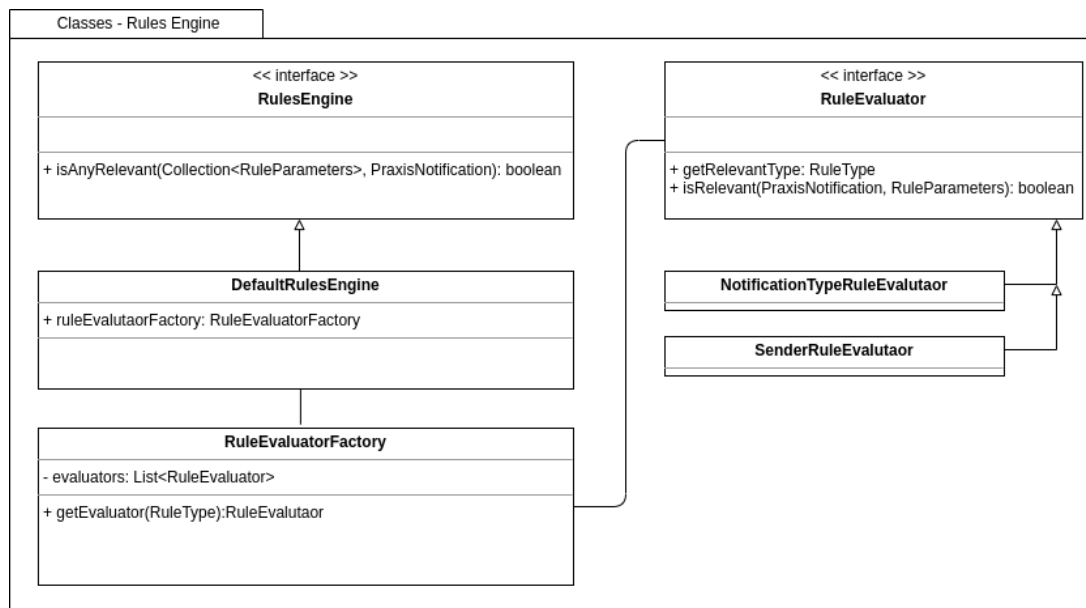 Classes - Rules Engine
<< interface >>
RulesEngine
+ isAnyRelevant(Collection<RuleParameters>, PraxisNotification): boolean
DefaultRulesEngine
+ ruleEvalutaorFactory: RuleEvaluatorFactory
RuleEvaluatorFactory
- evaluators: List<RuleEvaluator>
+ getEvaluator(RuleType):RuleEvalutaor
<< interface >>
RuleEvaluator
+ getRelevantType: RuleType
+ isRelevant(PraxisNotification, RuleParameters): boolean
NotificationTypeRuleEvalutaor
SenderRuleEvalutaor